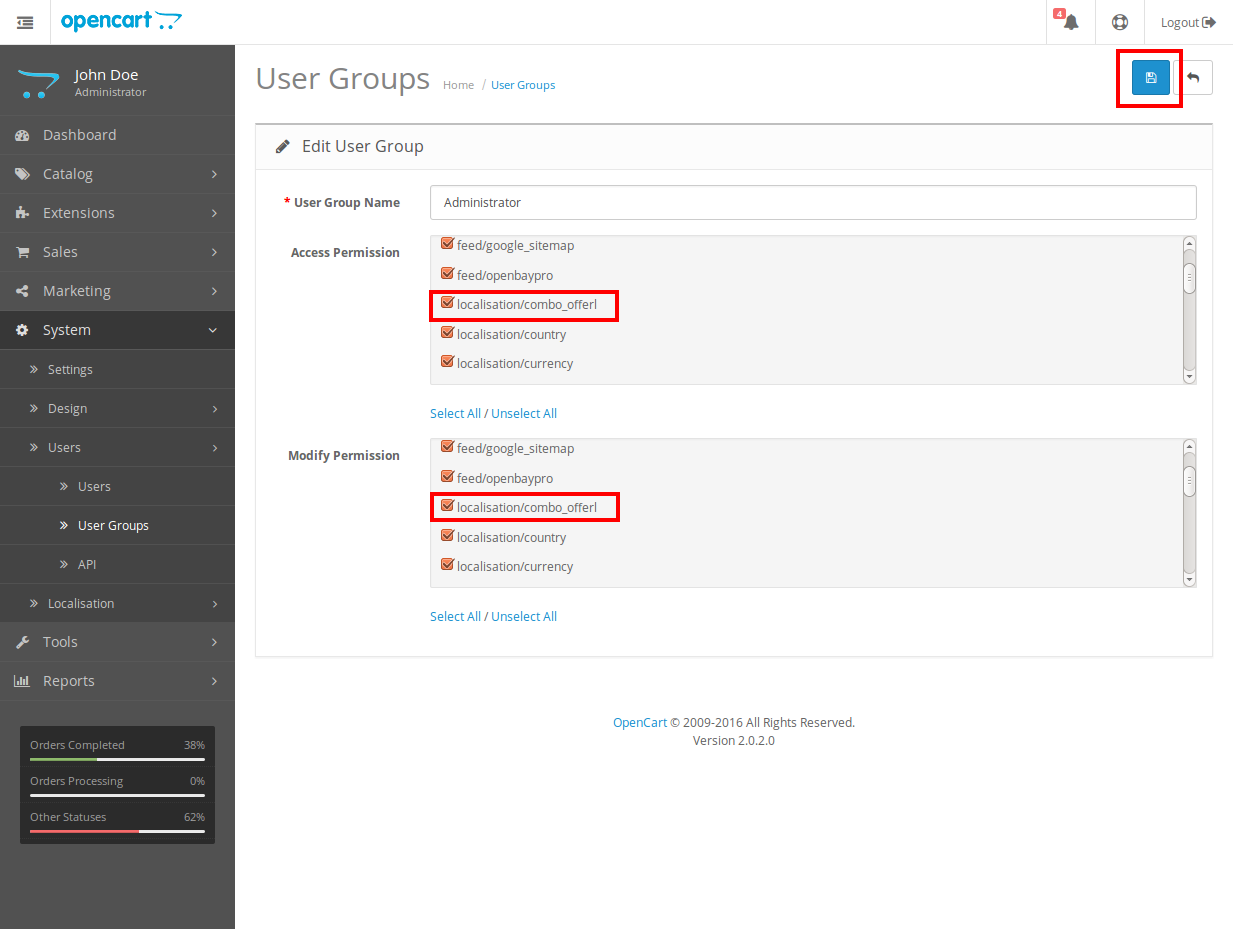 opencart
4
Logout
John Doe
Administrator
Dashboard
Catalog
Extensions
Sales
Marketing
System
Settings
Design
Users
Users
User Groups
API
Localisation
Tools
Reports
Orders Completed 38%
Orders Processing 0%
Other Statuses 62%
User Groups Home / User Groups
Edit User Group
* User Group Name Administrator
Access Permission
feed/google_sitemap
feed/openbaypro
localisation/combo_offerl
localisation/country
localisation/currency
Select All / Unselect All
Modify Permission
feed/google_sitemap
feed/openbaypro
localisation/combo_offerl
localisation/country
localisation/currency
Select All / Unselect All
OpenCart © 2009-2016 All Rights Reserved.
Version 2.0.2.0